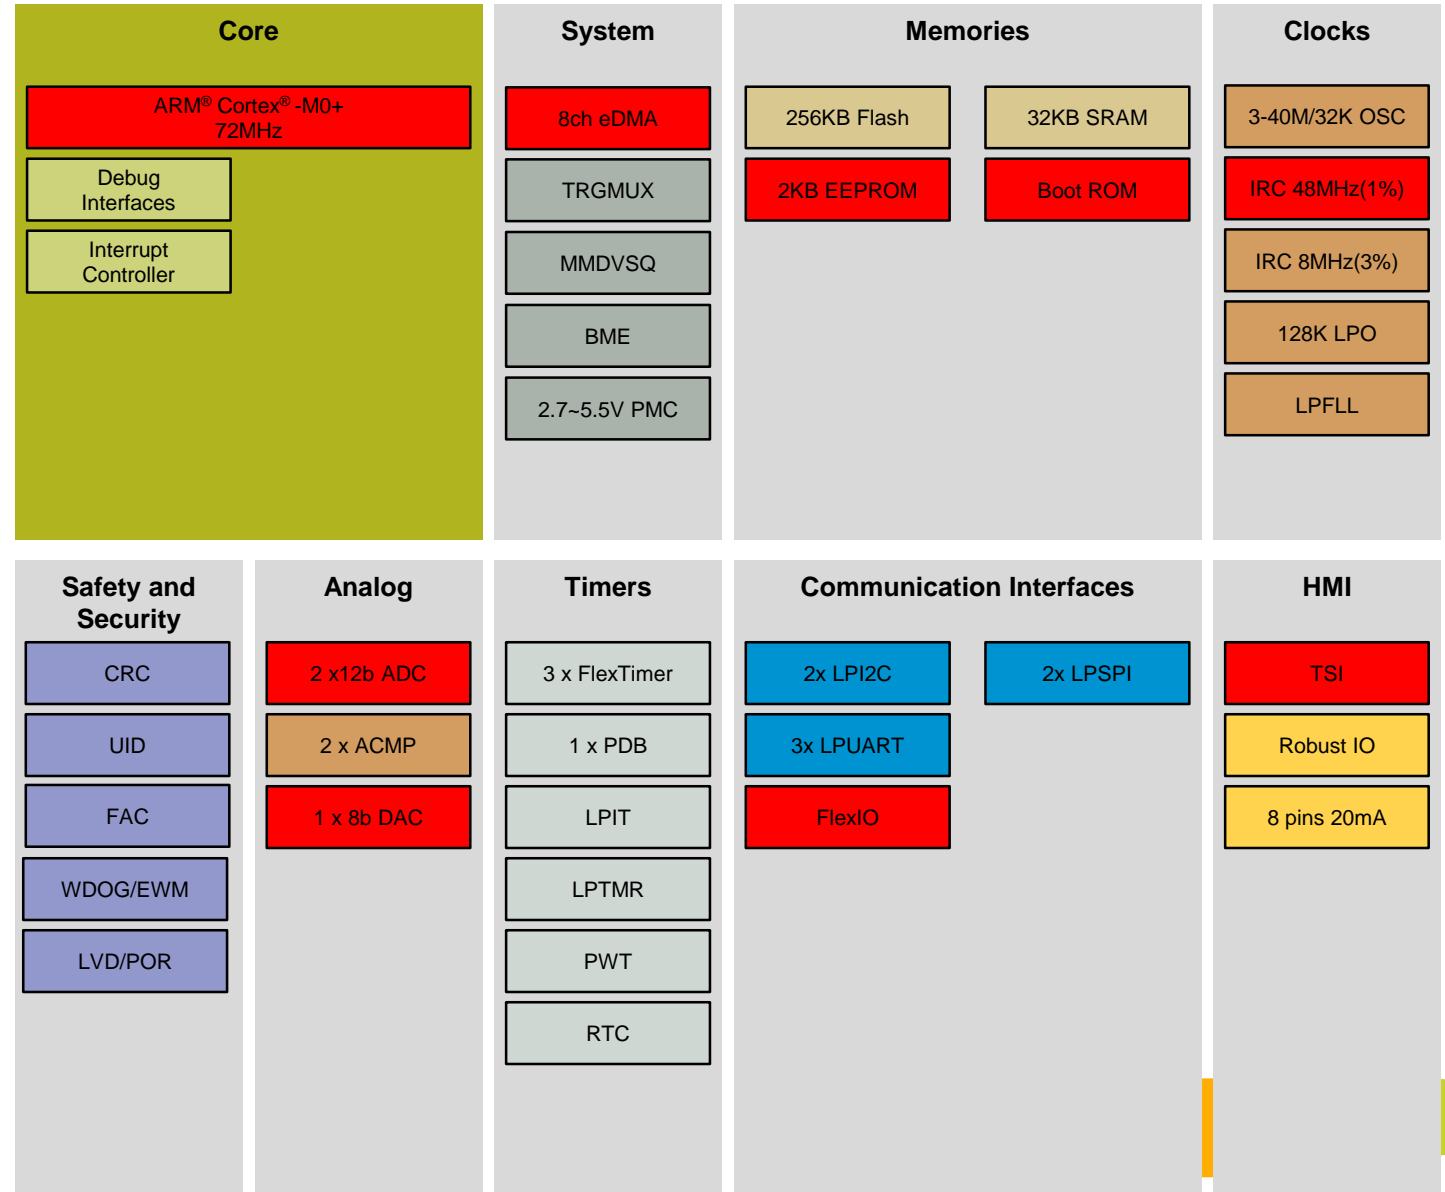 Core
ARM® Cortex® -M0+
72MHz
Debug
Interfaces
Interrupt
Controller
System
8ch eDMA
TRGMUX
MMDVSQ
BME
2.7~5.5V PMC
Memories
256KB Flash
32KB SRAM
2KB EEPROM
Boot ROM
Clocks
3-40M/32K OSC
IRC 48MHz(1%)
IRC 8MHz(3%)
128K LPO
LPFLL
Safety and
Security
CRC
UID
FAC
WDOG/EWM
LVD/POR
Analog
2 x12b ADC
2 x ACMP
1 x 8b DAC
Timers
3 x FlexTimer
1 x PDB
LPIT
LPTMR
PWT
RTC
Communication Interfaces
2x LPI2C
2x LPSPI
3x LPUART
FlexIO
HMI
TSI
Robust IO
8 pins 20mA